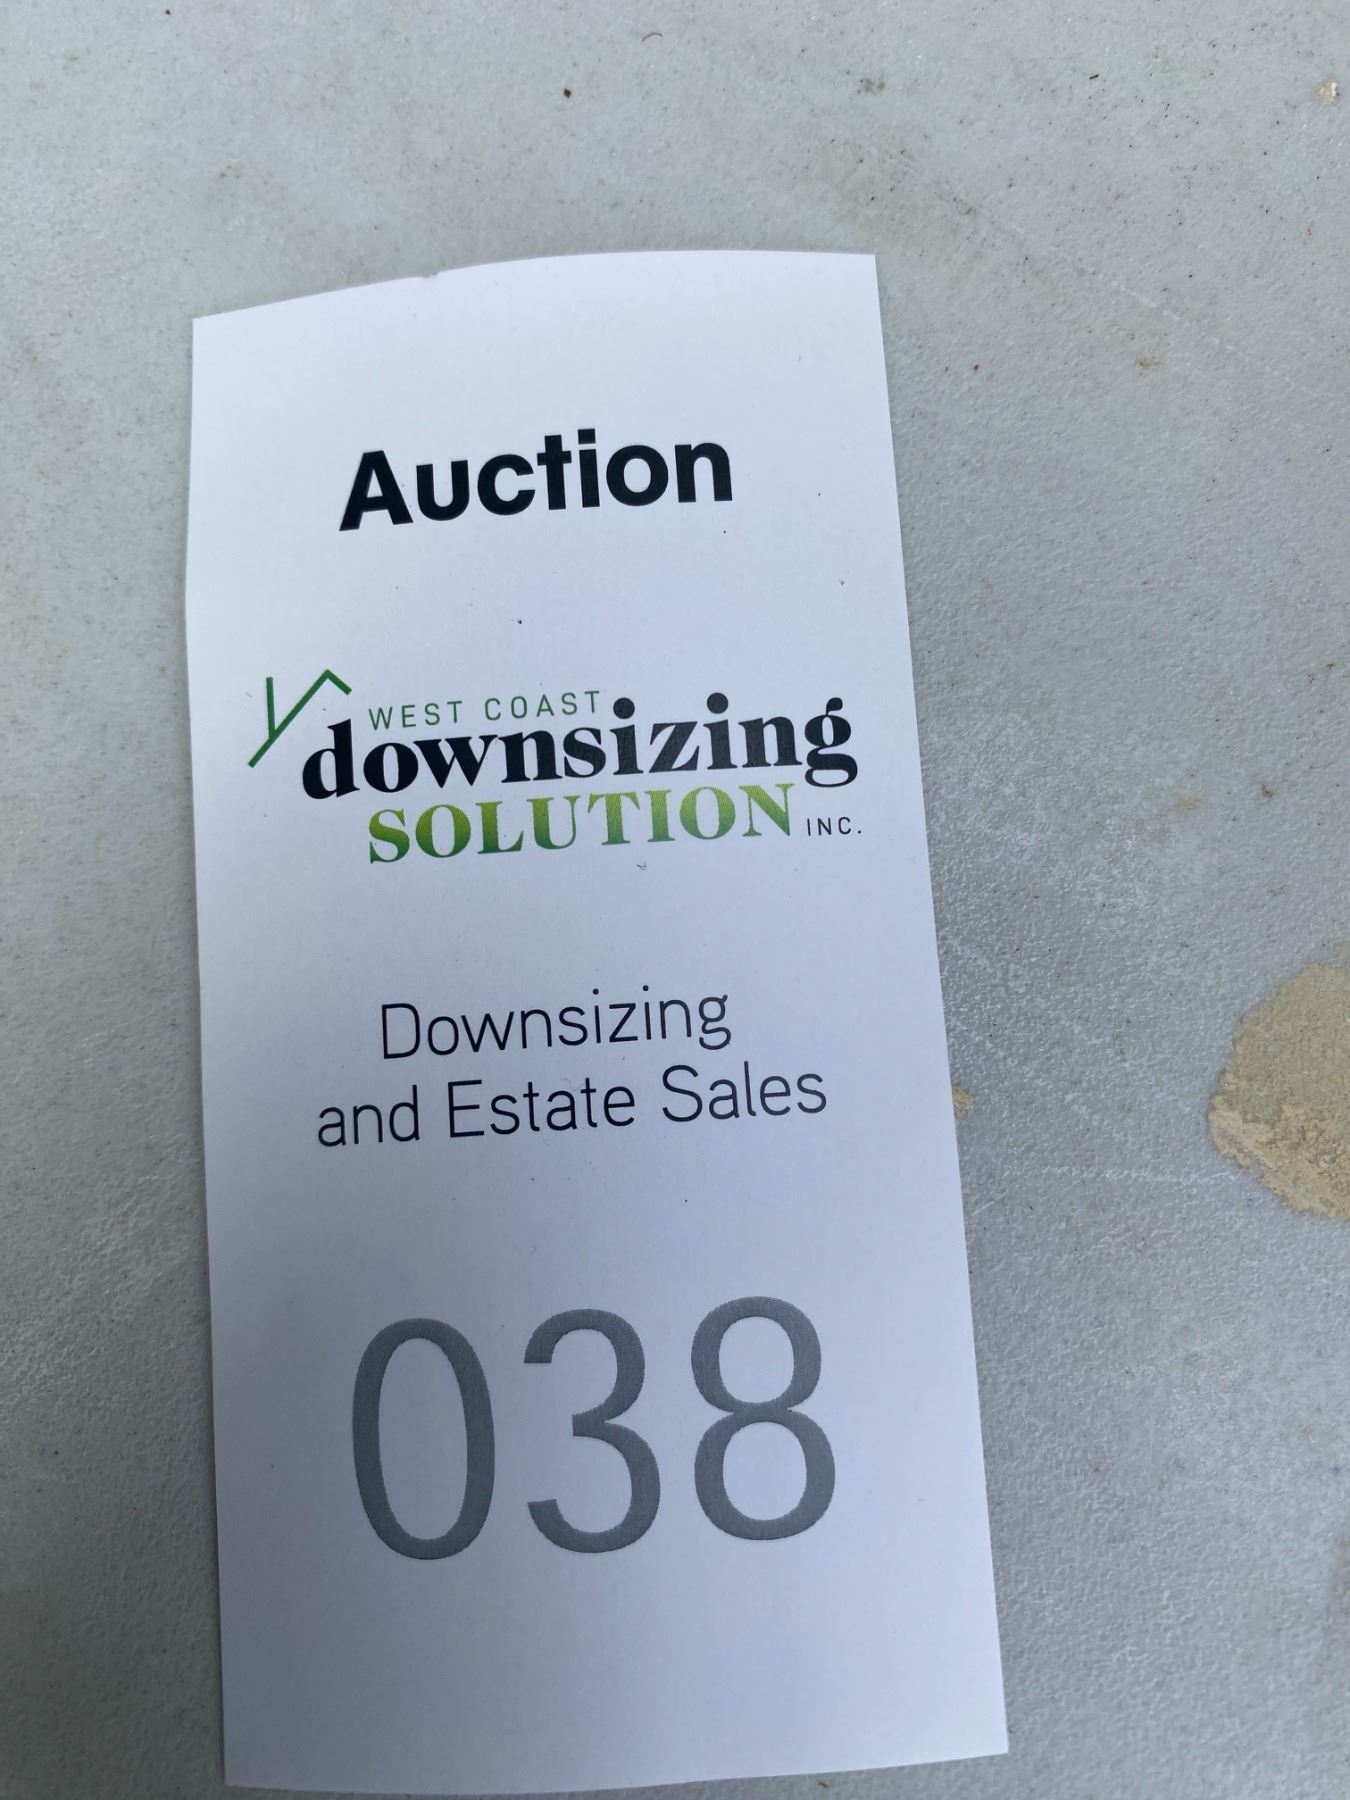 Auction
WEST COAST
downsizing
SOLUTION INC.
Downsizing
and Estate Sales
038